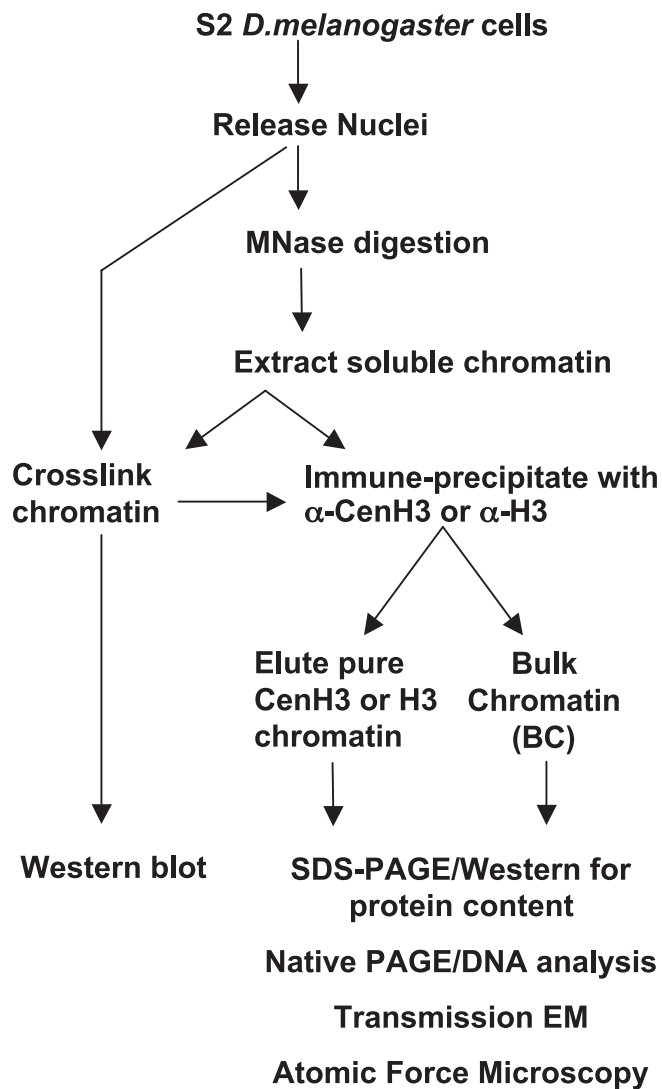 S2 D.melanogaster cells
Release Nuclei
MNase digestion
Extract soluble chromatin
Crosslink
chromatin
Immune-precipitate with
α-CenH3 or α-H3
Elute pure
CenH3 or H3
chromatin
Bulk
Chromatin
(BC)
Western blot
SDS-PAGE/Western for
protein content
Native PAGE/DNA analysis
Transmission EM
Atomic Force Microscopy